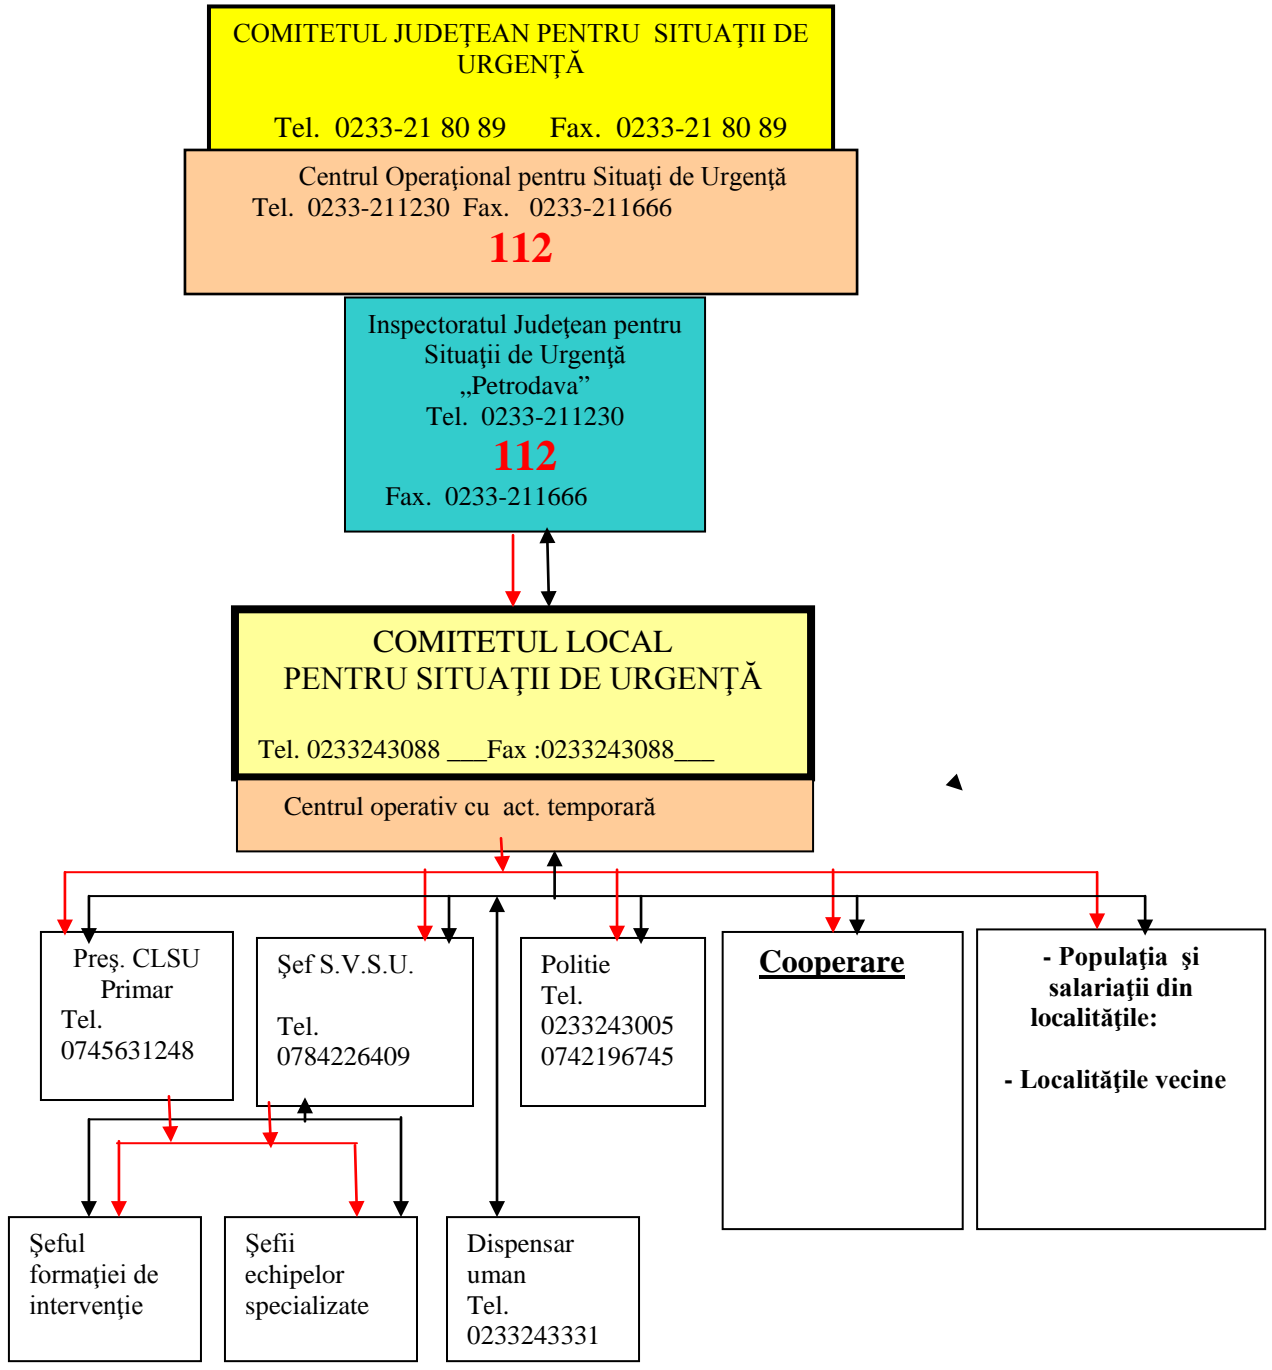 COMITETUL JUDEŢEAN PENTRU SITUAŢII DE
URGENŢĂ
Tel. 0233-21 80 89 Fax. 0233-21 80 89
Centrul Operaţional pentru Situaţi de Urgenţă
Tel. 0233-211230 Fax. 0233-211666
112
Inspectoratul Judeţean pentru
Situaţii de Urgenţă
„Petrodava”
Tel. 0233-211230
112
Fax. 0233-211666
COMITETUL LOCAL
PENTRU SITUAŢII DE URGENŢĂ
Tel. 0233243088 ___Fax :0233243088___
Centrul operativ cu act. temporară
Preş. CLSU
Primar
Tel.
0745631248
Şef S.V.S.U.
Tel.
0784226409
Politie
Tel.
0233243005
0742196745
Cooperare
- Populaţia şi
salariaţii din
localităţile:
- Localităţile vecine
Şeful
formaţiei de
intervenţie
Şefii
echipelor
specializate
Dispensar
uman
Tel.
0233243331